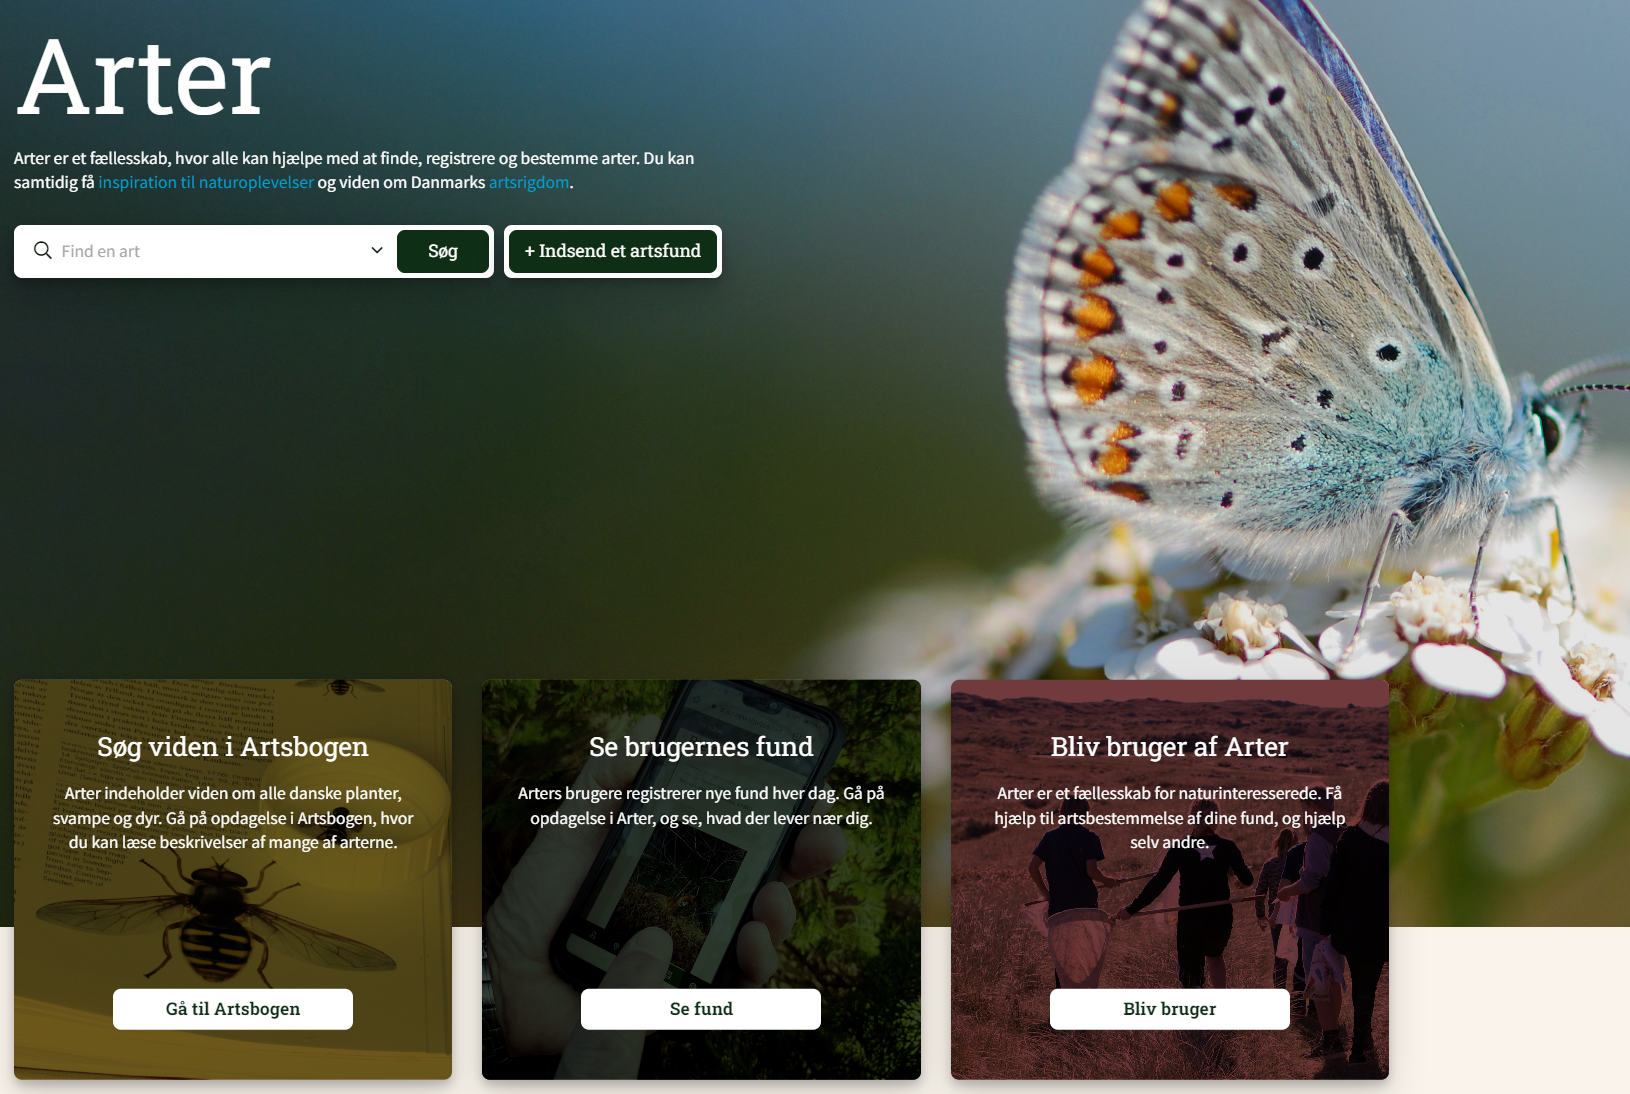 Arter
Arter er et fællesskab, hvor alle kan hjælpe med at finde, registrere og bestemme arter. Du kan
samtidig få inspiration til naturoplevelser og viden om Danmarks artsrigdom.
Find en art
Søg
+ Indsend et artsfund
Søg viden i Artsbogen
Arter indeholder viden om alle danske planter,
svampe og dyr. Gå på opdagelse i Artsbogen, hvor
du kan læse beskrivelser af mange af arterne.
Gå til Artsbogen
Se brugernes fund
Arters brugere registrerer nye fund hver dag. Gå på
opdagelse i Arter, og se, hvad der lever nær dig.
Se fund
Bliv bruger af Arter
Arter er et fællesskab for naturinteresserede. Få
hjælp til artsbestemmelse af dine fund, og hjælp
selv andre.
Bliv bruger